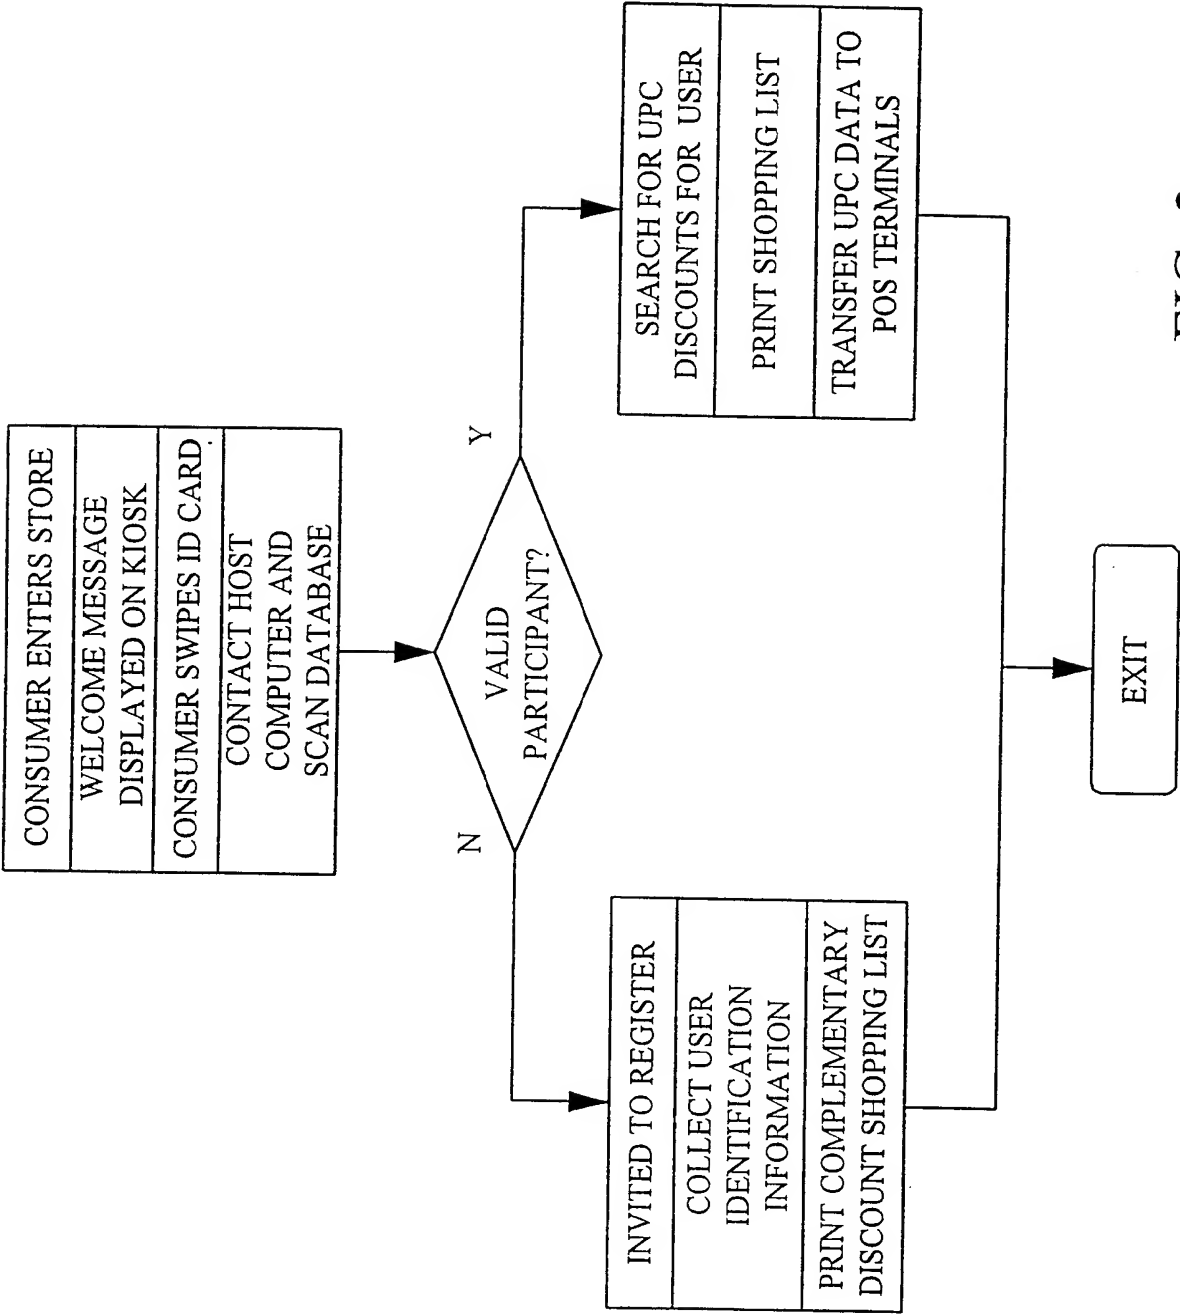 CONSUMER ENTERS STORE
WELCOME MESSAGE
DISPLAYED ON KIOSK
CONSUMER SWIPES ID CARD
CONTACT HOST
COMPUTER AND
SCAN DATABASE
VALID
PARTICIPANT?
N
Y
INVITED TO REGISTER
COLLECT USER
IDENTIFICATION
INFORMATION
PRINT COMPLEMENTARY
DISCOUNT SHOPPING LIST
SEARCH FOR UPC
DISCOUNTS FOR USER
PRINT SHOPPING LIST
TRANSFER UPC DATA TO
POS TERMINALS
EXIT